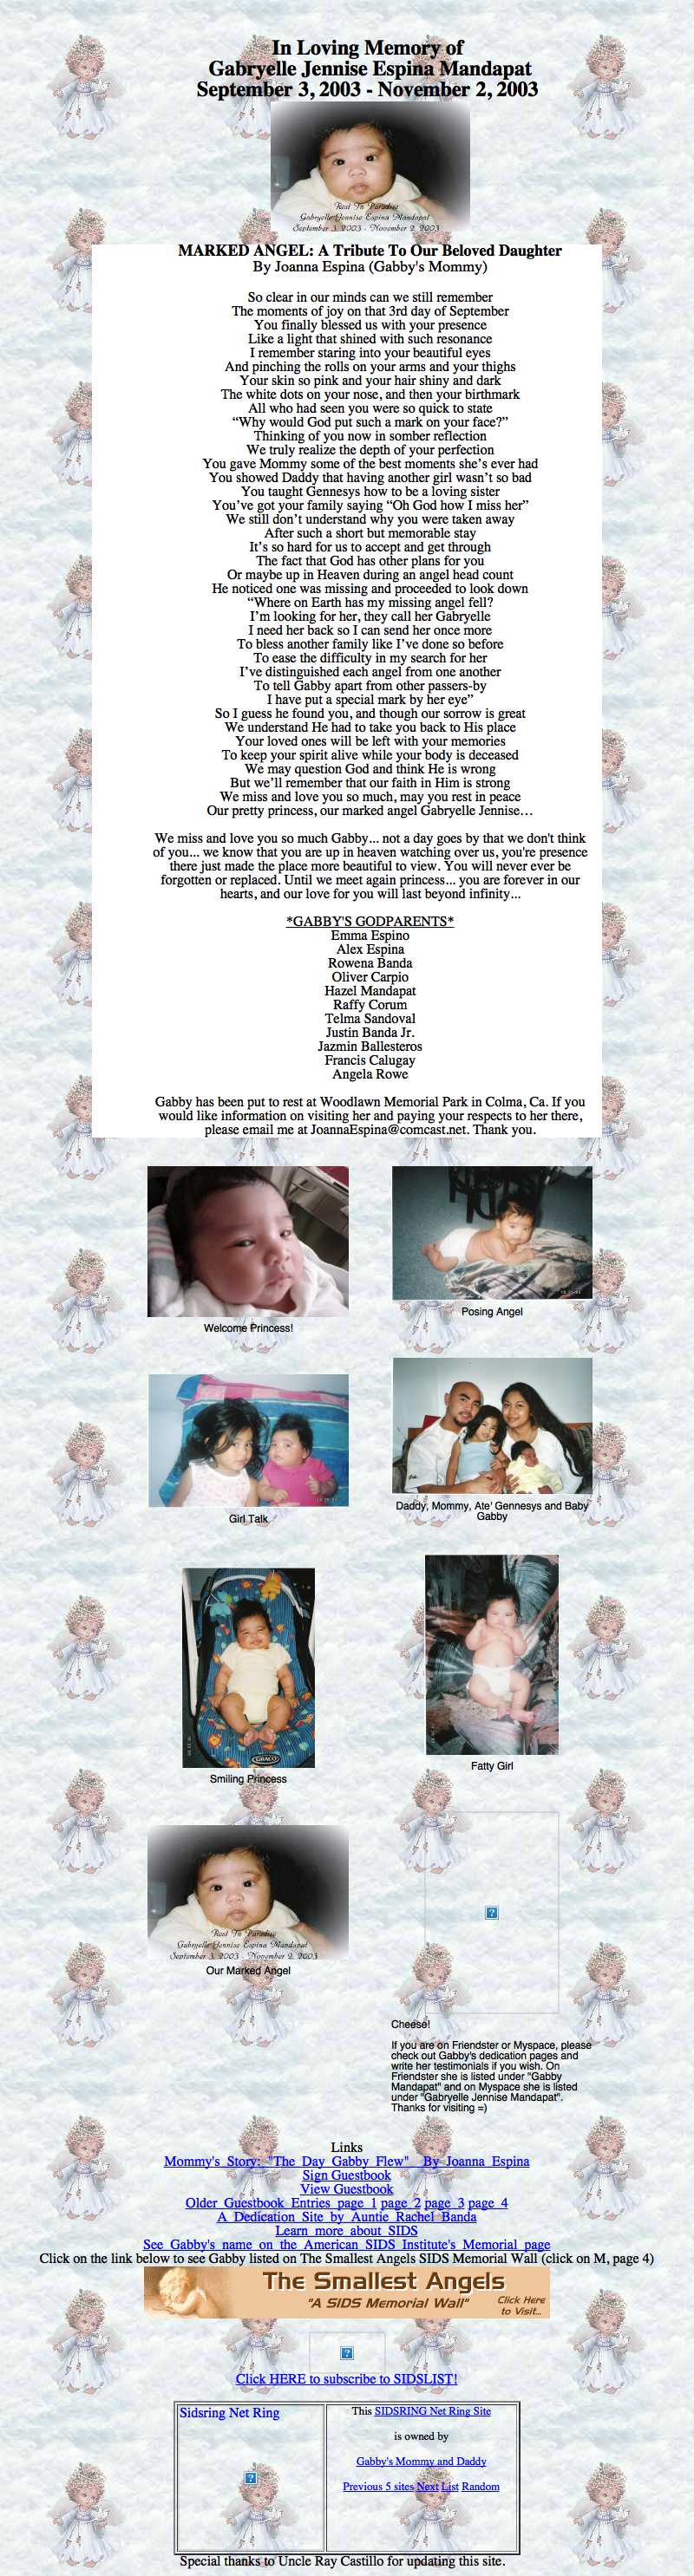 In Loving Memory of
Gabryelle Jennise Espina Mandapat
September 3, 2003 - November 2, 2003
Rest In Paradise
Gabryelle Jennise Espina Mandapat
September 3, 2003 - November 2, 2003
MARKED ANGEL: A Tribute To Our Beloved Daughter
By Joanna Espina (Gabby's Mommy)
So clear in our minds can we still remember
The moments of joy on that 3rd day of September
You finally blessed us with your presence
Like a light that shined with such resonance
I remember staring into your beautiful eyes
And pinching the rolls on your arms and your thighs
Your skin so pink and your hair shiny and dark
The white dots on your nose, and then your birthmark
All who had seen you were so quick to state
“Why would God put such a mark on your face?”
Thinking of you now in somber reflection
We truly realize the depth of your perfection
You gave Mommy some of the best moments she’s ever had
You showed Daddy that having another girl wasn’t so bad
You taught Gennesys how to be a loving sister
You’ve got your family saying “Oh God how I miss her”
We still don’t understand why you were taken away
After such a short but memorable stay
It’s so hard for us to accept and get through
The fact that God has other plans for you
Or maybe up in Heaven during an angel head count
He noticed one was missing and proceeded to look down
“Where on Earth has my missing angel fell?
I’m looking for her, they call her Gabryelle
I need her back so I can send her once more
To bless another family like I’ve done so before
To ease the difficulty in my search for her
I’ve distinguished each angel from one another
To tell Gabby apart from other passers-by
I have put a special mark by her eye”
So I guess he found you, and though our sorrow is great
We understand He had to take you back to His place
Your loved ones will be left with your memories
To keep your spirit alive while your body is deceased
We may question God and think He is wrong
But we’ll remember that our faith in Him is strong
We miss and love you so much, may you rest in peace
Our pretty princess, our marked angel Gabryelle Jennise…
We miss and love you so much Gabby... not a day goes by that we don't think
of you... we know that you are up in heaven watching over us, you're presence
there just made the place more beautiful to view. You will never ever be
forgotten or replaced. Until we meet again princess... you are forever in our
hearts, and our love for you will last beyond infinity...
*GABBY'S GODPARENTS*
Emma Espino
Alex Espina
Rowena Banda
Oliver Carpio
Hazel Mandapat
Raffy Corum
Telma Sandoval
Justin Banda Jr.
Jazmin Ballesteros
Francis Calugay
Angela Rowe
Gabby has been put to rest at Woodlawn Memorial Park in Colma, Ca. If you
would like information on visiting her and paying your respects to her there,
please email me at JoannaEspina@comcast.net. Thank you.
Welcome Princess!
Posing Angel
Girl Talk
Daddy, Mommy, Ate' Gennesys and Baby
Gabby
GRACO
Smiling Princess
Fatty Girl
Rest In Paradise
Gabryelle Jennise Espina Mandapat
September 3, 2003 - November 2, 2003
Our Marked Angel
Cheese!
If you are on Friendster or Myspace, please
check out Gabby's dedication pages and
write her testimonials if you wish. On
Friendster she is listed under "Gabby
Mandapat" and on Myspace she is listed
under "Gabryelle Jennise Mandapat".
Thanks for visiting =)
Links
Mommy's Story: "The Day Gabby Flew" By Joanna Espina
Sign Guestbook
View Guestbook
Older Guestbook Entries page 1 page 2 page 3 page 4
A Dedication Site by Auntie Rachel Banda
Learn more about SIDS
See Gabby's name on the American SIDS Institute's Memorial page
Click on the link below to see Gabby listed on The Smallest Angels SIDS Memorial Wall (click on M, page 4)
The Smallest Angels
"A SIDS Memorial Wall"
Click Here
to Visit...
Click HERE to subscribe to SIDSLIST!
Sidsring Net Ring
This SIDSRING Net Ring Site
is owned by
Gabby's Mommy and Daddy
Previous 5 sites Next List Random
Special thanks to Uncle Ray Castillo for updating this site.